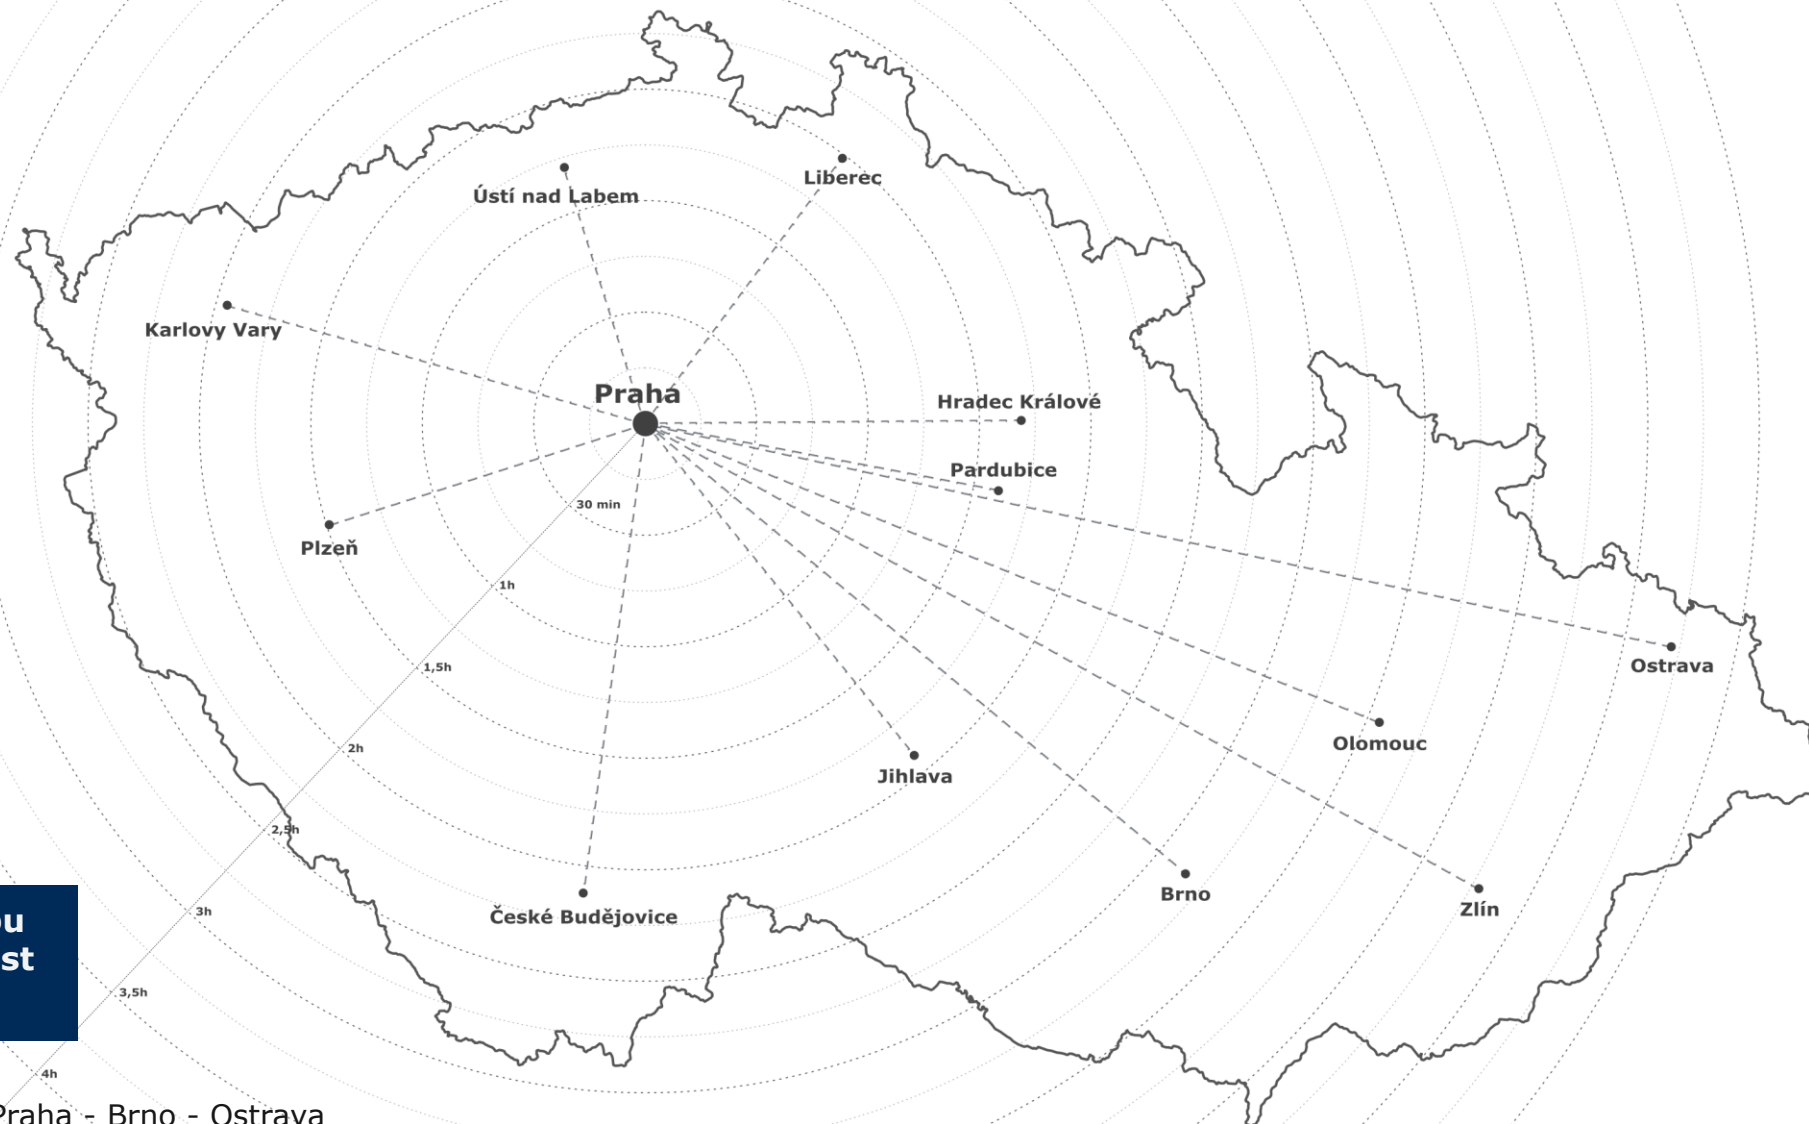 Liberec
Ústí nad Labem
Karlovy Vary
Praha
Hradec Králové
Pardubice
30 min
Plzeň
1h
Ostrava
1,5h
Olomouc
2h
Jihlava
2,5h
Brno
Zlín
3h
České Budějovice
u
st
3,5h
4h
Praha - Brno - Ostrava